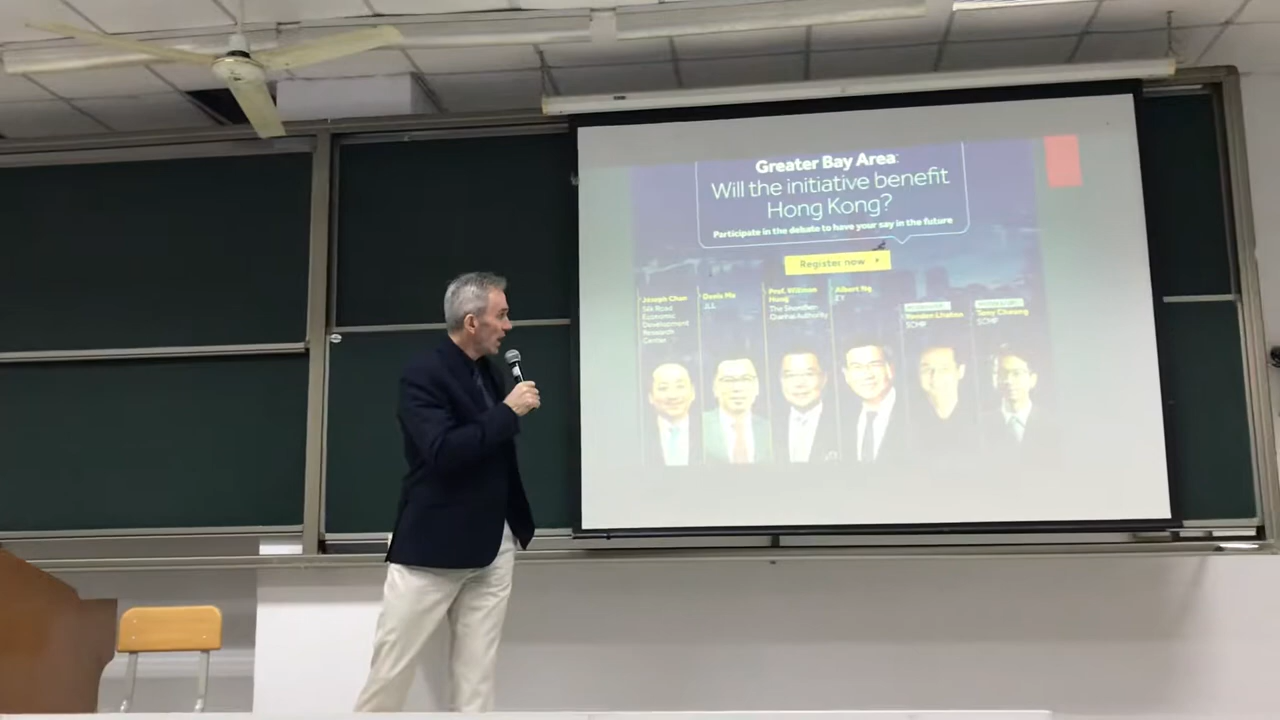 Greater Bay Area:
Will the initiative benefit
Hong Kong?
Participate in the debate to have your say in the future
Register now
Joseph Chan
Silk Road
Economic
Development
Research
Center
Denis Ma
JLL
Prof. Witman
Hung
The Shenzhen
Qianhai Authority
Albert Ng
EY
SCMP
Tony Cheung
SCMP